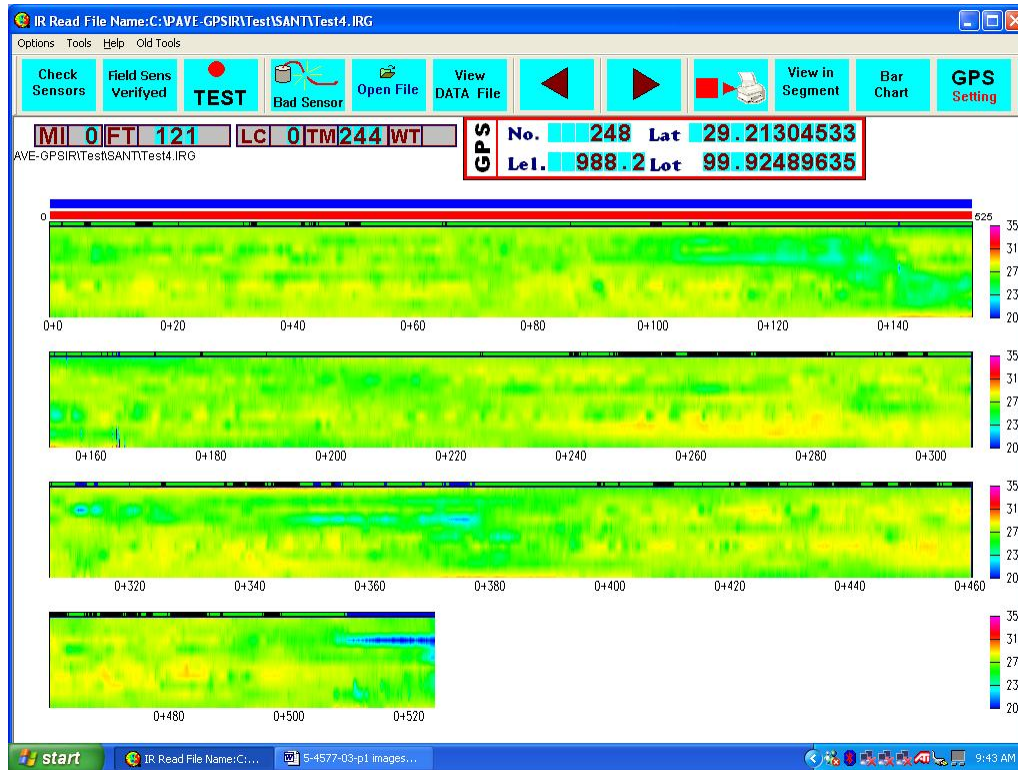 IR Read File Name:C:\PAVE-GPSIR\Test\SANT\Test4.IRG
Options Tools Help Old Tools
Check Sensors
Field Sens Verifyed
TEST
Bad Sensor
Open File
View DATA File
View in Segment
Bar Chart
GPS Setting
MI 0 FT 121 LC 0 TM 244 WT
AVE-GPSIR\Test\SANT\Test4.IRG
GPS
No. 248 Lat 29.21304533
Lel. 988.2 Lot 99.92489635
0 525
35
31
27
23
20
0+0 0+20 0+40 0+60 0+80 0+100 0+120 0+140
35
31
27
23
20
0+160 0+180 0+200 0+220 0+240 0+260 0+280 0+300
35
31
27
23
20
0+320 0+340 0+360 0+380 0+400 0+420 0+440 0+460
35
31
27
23
20
0+480 0+500 0+520
start IR Read File Name:C:... 5-4577-03-p1 images... ATI 9:43 AM